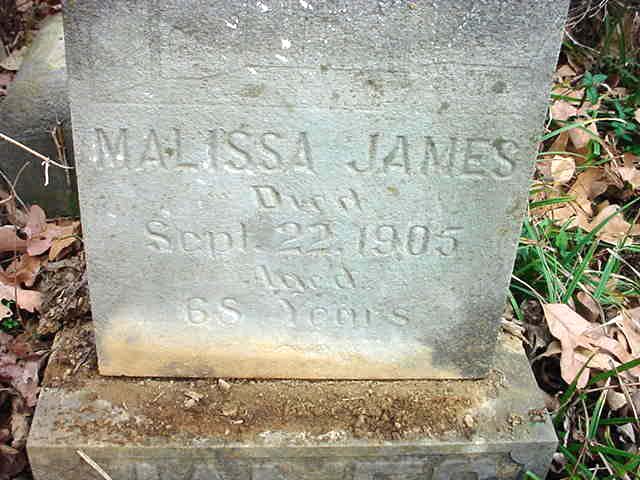 MALISSA JAMES
Died
Sept. 22, 1905
Aged
68 Years